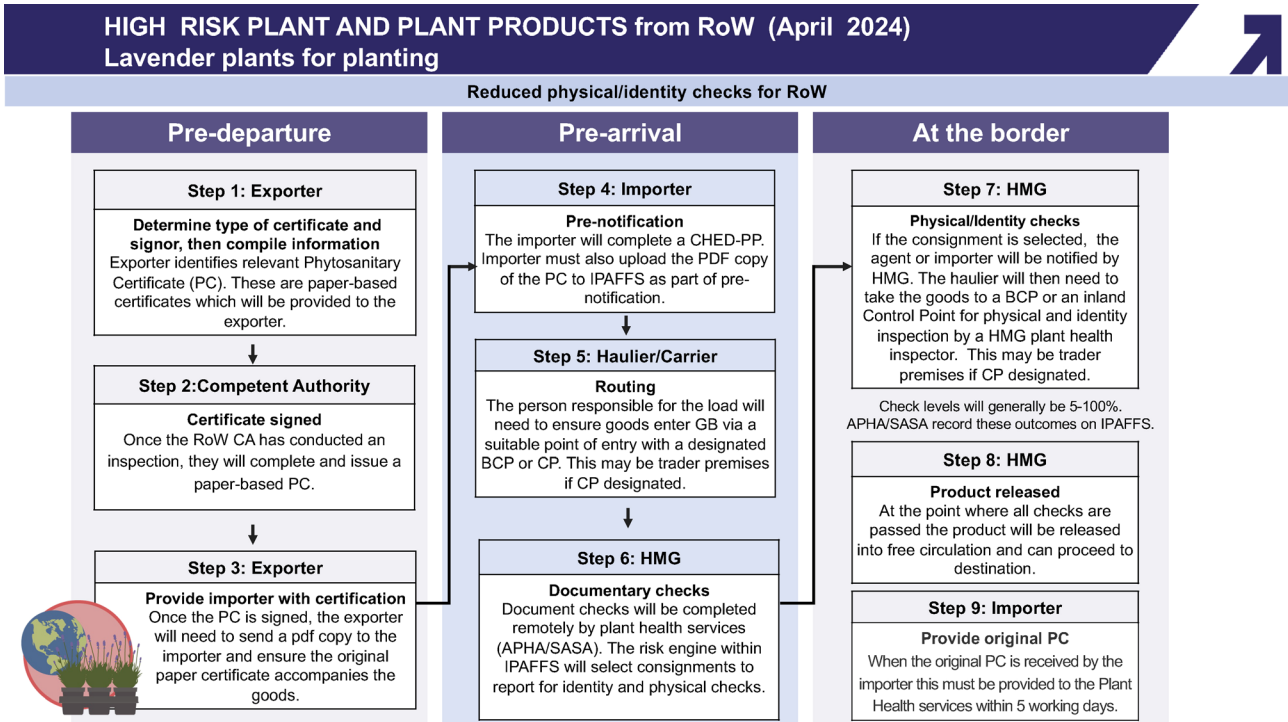 HIGH RISK PLANT AND PLANT PRODUCTS from RoW (April 2024)
Lavender plants for planting
Reduced physical/identity checks for RoW
Pre-departure
Step 1: Exporter
Determine type of certificate and
signor, then compile information
Exporter identifies relevant Phytosanitary
Certificate (PC). These are paper-based
certificates which will be provided to the
exporter.
Step 2:Competent Authority
Certificate signed
Once the RoW CA has conducted an
inspection, they will complete and issue a
paper-based PC.
Step 3: Exporter
Provide importer with certification
Once the PC is signed, the exporter
will need to send a pdf copy to the
importer and ensure the original
paper certificate accompanies the
goods.
Pre-arrival
Step 4: Importer
Pre-notification
The importer will complete a CHED-PP.
Importer must also upload the PDF copy
of the PC to IPAFFS as part of pre-
notification.
Step 5: Haulier/Carrier
Routing
The person responsible for the load will
need to ensure goods enter GB via a
suitable point of entry with a designated
BCP or CP. This may be trader premises
if CP designated.
Step 6: HMG
Documentary checks
Document checks will be completed
remotely by plant health services
(APHA/SASA). The risk engine within
IPAFFS will select consignments to
report for identity and physical checks.
At the border
Step 7: HMG
Physical/Identity checks
If the consignment is selected, the
agent or importer will be notified by
HMG. The haulier will then need to
take the goods to a BCP or an inland
Control Point for physical and identity
inspection by a HMG plant health
inspector. This may be trader
premises if CP designated.
Check levels will generally be 5-100%.
APHA/SASA record these outcomes on IPAFFS.
Step 8: HMG
Product released
At the point where all checks are
passed the product will be released
into free circulation and can proceed to
destination.
Step 9: Importer
Provide original PC
When the original PC is received by the
importer this must be provided to the Plant
Health services within 5 working days.